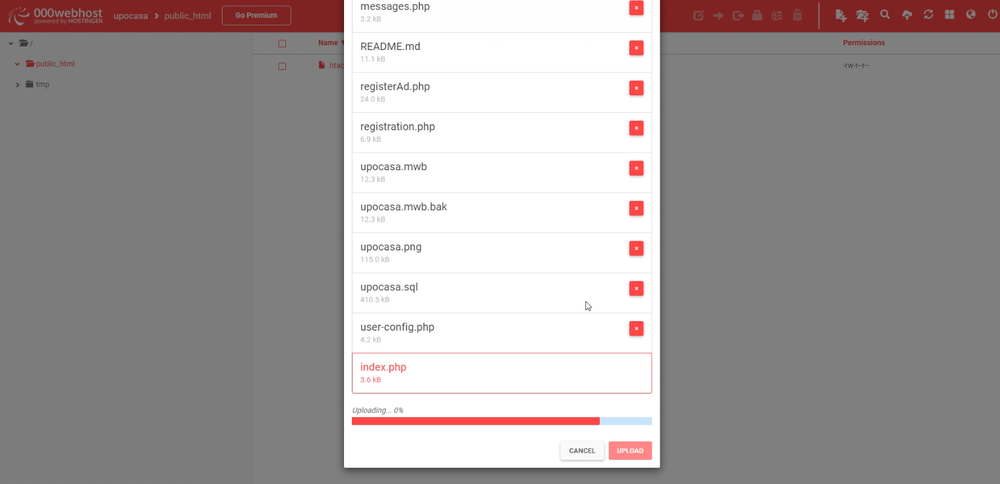 000webhost
powered by HOSTINGER
upocasa > public_html
Go Premium
/
public_html
tmp
Name
Permissions
.htac
-rw-r--r--
messages.php
3.2 kB
×
README.md
11.1 kB
×
registerAd.php
24.0 kB
×
registration.php
6.9 kB
×
upocasa.mwb
12.3 kB
×
upocasa.mwb.bak
12.3 kB
×
upocasa.png
115.0 kB
×
upocasa.sql
410.5 kB
×
user-config.php
4.2 kB
×
index.php
3.6 kB
Uploading... 0%
CANCEL
UPLOAD